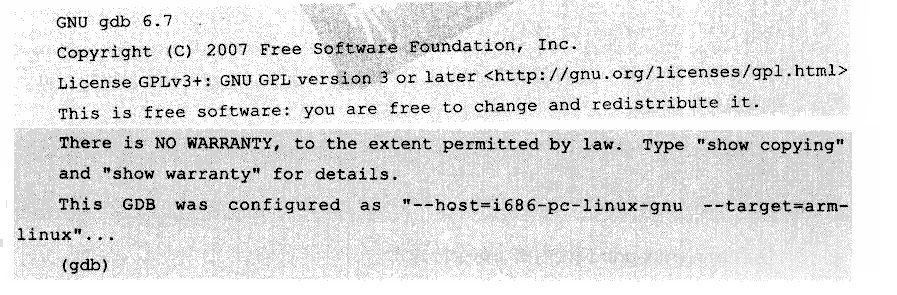 GNU gdb 6.7
Copyright (C) 2007 Free Software Foundation, Inc.
License GPLv3+: GNU GPL version 3 or later <http://gnu.org/licenses/gpl.html>
This is free software: you are free to change and redistribute it.
There is NO WARRANTY, to the extent permitted by law. Type "show copying"
and "show warranty" for details.
This GDB was configured as "--host=i686-pc-linux-gnu --target=arm-
linux"...
(gdb)